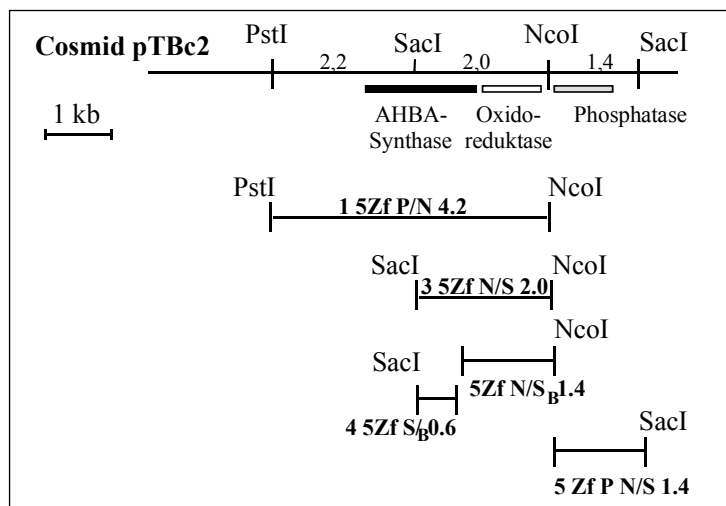 Cosmid pTBc2
PstI
SacI
NcoI
SacI
2,2
2,0
1,4
1 kb
AHBA-
Synthase
Oxido-
reduktase
Phosphatase
PstI
NcoI
1 5Zf P/N 4.2
SacI
NcoI
3 5Zf N/S 2.0
NcoI
SacI
5Zf N/SB1.4
4 5Zf S/B0.6
SacI
5 Zf P N/S 1.4